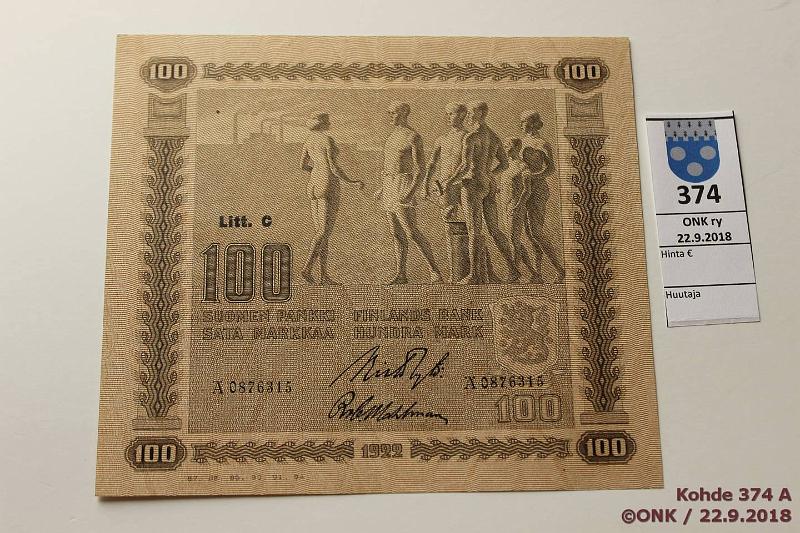 100 100
Litt. C
100
SUOMEN PANKKI FINLANDS BANK
SATA MARKKAA HUNDRA MARK
A 0876315 A 0876315
100
100 1922 100
374
ONK ry
22.9.2018
Hinta €
Huutaja
Kohde 374 A
©ONK / 22.9.2018